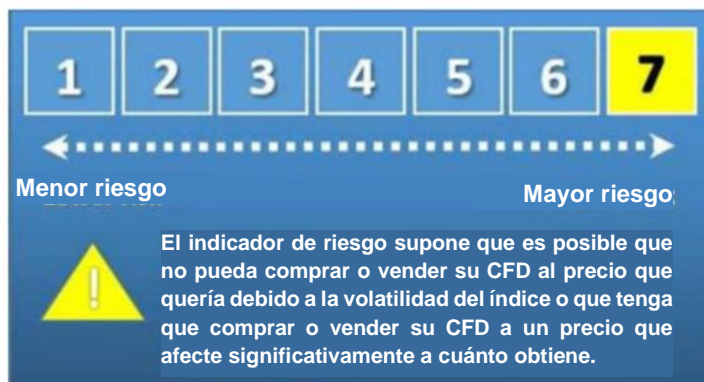 1 2 3 4 5 6 7
Menor riesgo Mayor riesgo
!
El indicador de riesgo supone que es posible que
no pueda comprar o vender su CFD al precio que
quería debido a la volatilidad del índice o que tenga
que comprar o vender su CFD a un precio que
afecte significativamente a cuánto obtiene.